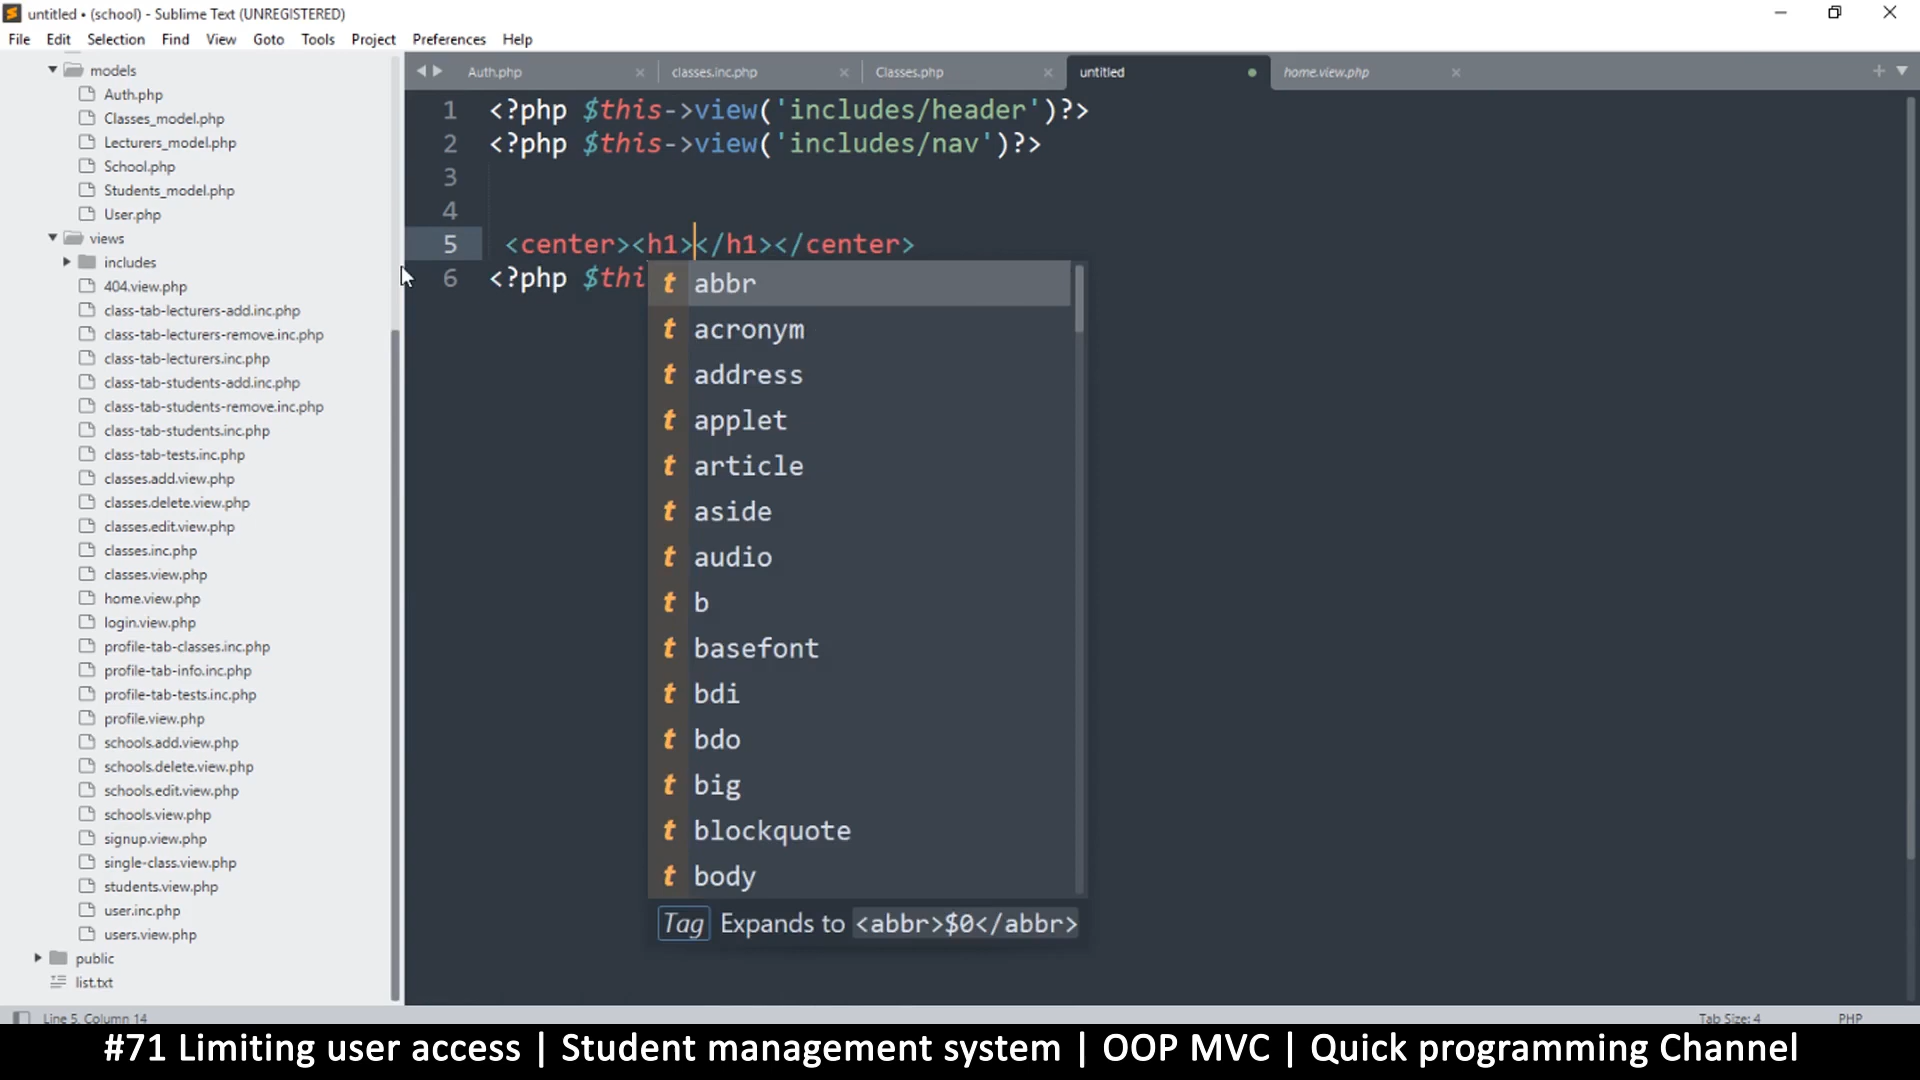 untitled • (school) - Sublime Text (UNREGISTERED)
File Edit Selection Find View Goto Tools Project Preferences Help
models
Auth.php
Classes_model.php
Lecturers_model.php
School.php
Students_model.php
User.php
views
includes
404.view.php
class-tab-lecturers-add.inc.php
class-tab-lecturers-remove.inc.php
class-tab-lecturers.inc.php
class-tab-students-add.inc.php
class-tab-students-remove.inc.php
class-tab-students.inc.php
class-tab-tests.inc.php
classes.add.view.php
classes.delete.view.php
classes.edit.view.php
classes.inc.php
classes.view.php
home.view.php
login.view.php
profile-tab-classes.inc.php
profile-tab-info.inc.php
profile-tab-tests.inc.php
profile.view.php
schools.add.view.php
schools.delete.view.php
schools.edit.view.php
schools.view.php
signup.view.php
single-class.view.php
students.view.php
user.inc.php
users.view.php
public
list.txt
Auth.php classes.inc.php Classes.php untitled home.view.php
1 <?php $this->view('includes/header')?>
2 <?php $this->view('includes/nav')?>
3
4
5 <center><h1></h1></center>
6 <?php $thi
t abbr
t acronym
t address
t applet
t article
t aside
t audio
t b
t basefont
t bdi
t bdo
t big
t blockquote
t body
Tag Expands to <abbr>$0</abbr>
Line 5, Column 14 Tab Size: 4 PHP
#71 Limiting user access | Student management system | OOP MVC | Quick programming Channel